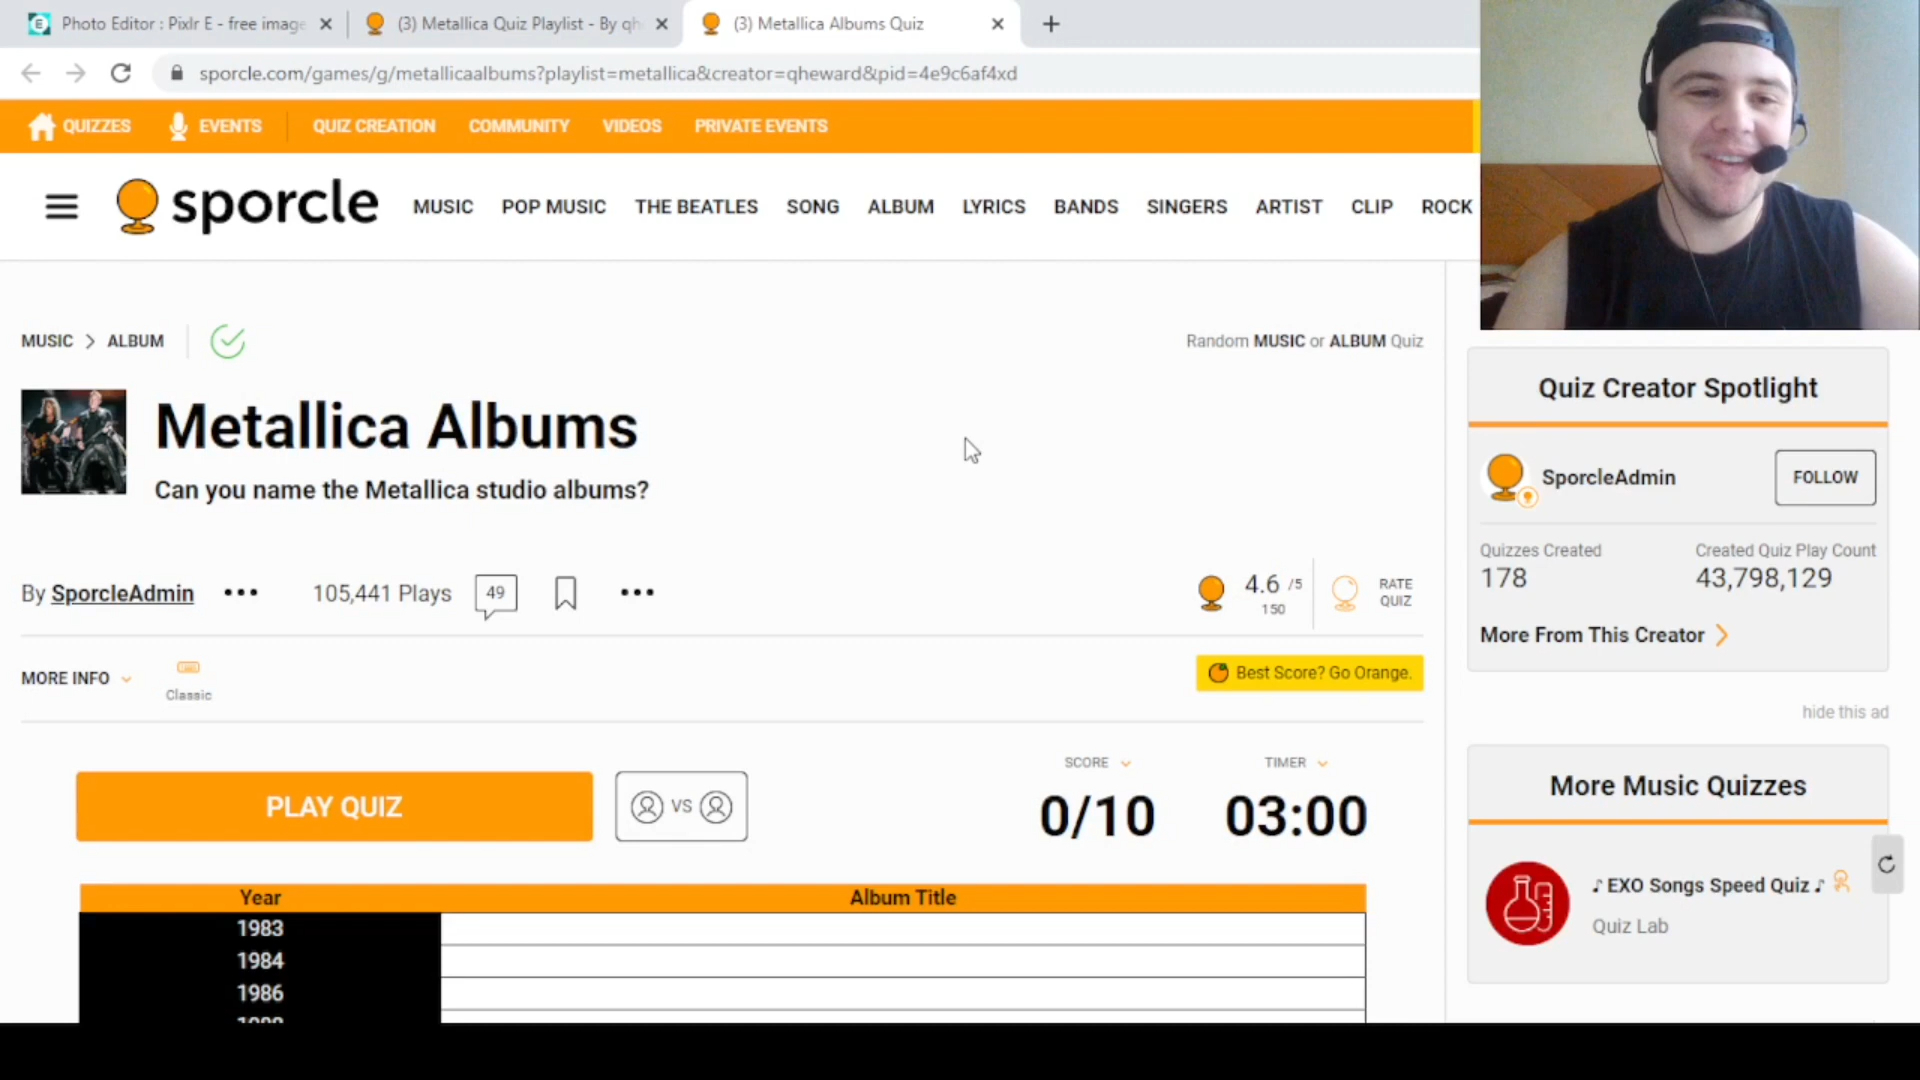 Photo Editor : Pixlr E - free image
(3) Metallica Quiz Playlist - By qh
(3) Metallica Albums Quiz
sporcle.com/games/g/metallicaalbums?playlist=metallica&creator=qheward&pid=4e9c6af4xd
QUIZZES EVENTS QUIZ CREATION COMMUNITY VIDEOS PRIVATE EVENTS
sporcle MUSIC POP MUSIC THE BEATLES SONG ALBUM LYRICS BANDS SINGERS ARTIST CLIP ROCK
MUSIC > ALBUM
Random MUSIC or ALBUM Quiz
Metallica Albums
Can you name the Metallica studio albums?
By SporcleAdmin ••• 105,441 Plays 49 •••
4.6 /5
150
RATE
QUIZ
MORE INFO
Classic
Best Score? Go Orange.
PLAY QUIZ
VS
SCORE
0/10
TIMER
03:00
Year Album Title
1983
1984
1986
Quiz Creator Spotlight
SporcleAdmin
FOLLOW
Quizzes Created
178
Created Quiz Play Count
43,798,129
More From This Creator
hide this ad
More Music Quizzes
♪ EXO Songs Speed Quiz ♪
Quiz Lab